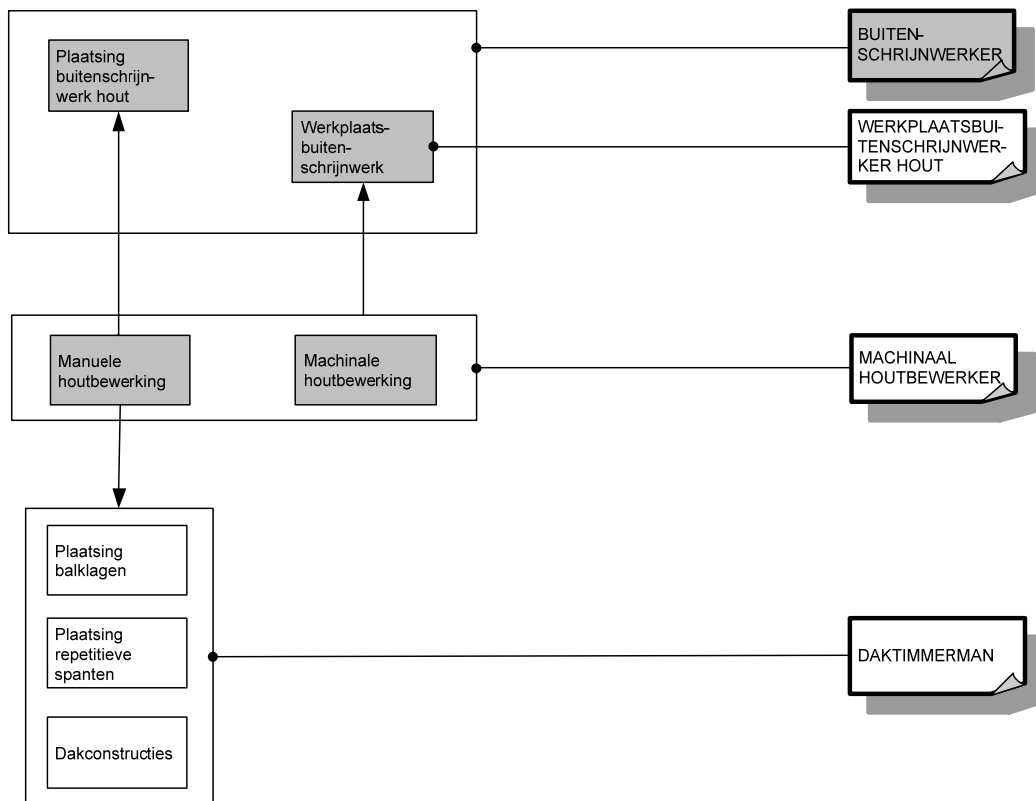 Plaatsing
buitenschrijn-
werk hout
Werkplaats-
buiten-
schrijnwerk
BUITEN-
SCHRIJNWERKER
WERKPLAATSBUI-
TENSCHRIJNWER-
KER HOUT
Manuele
houtbewerking
Machinale
houtbewerking
MACHINAAL
HOUTBEWERKER
Plaatsing
balklagen
Plaatsing
repetitieve
spanten
Dakconstructies
DAKTIMMERMAN